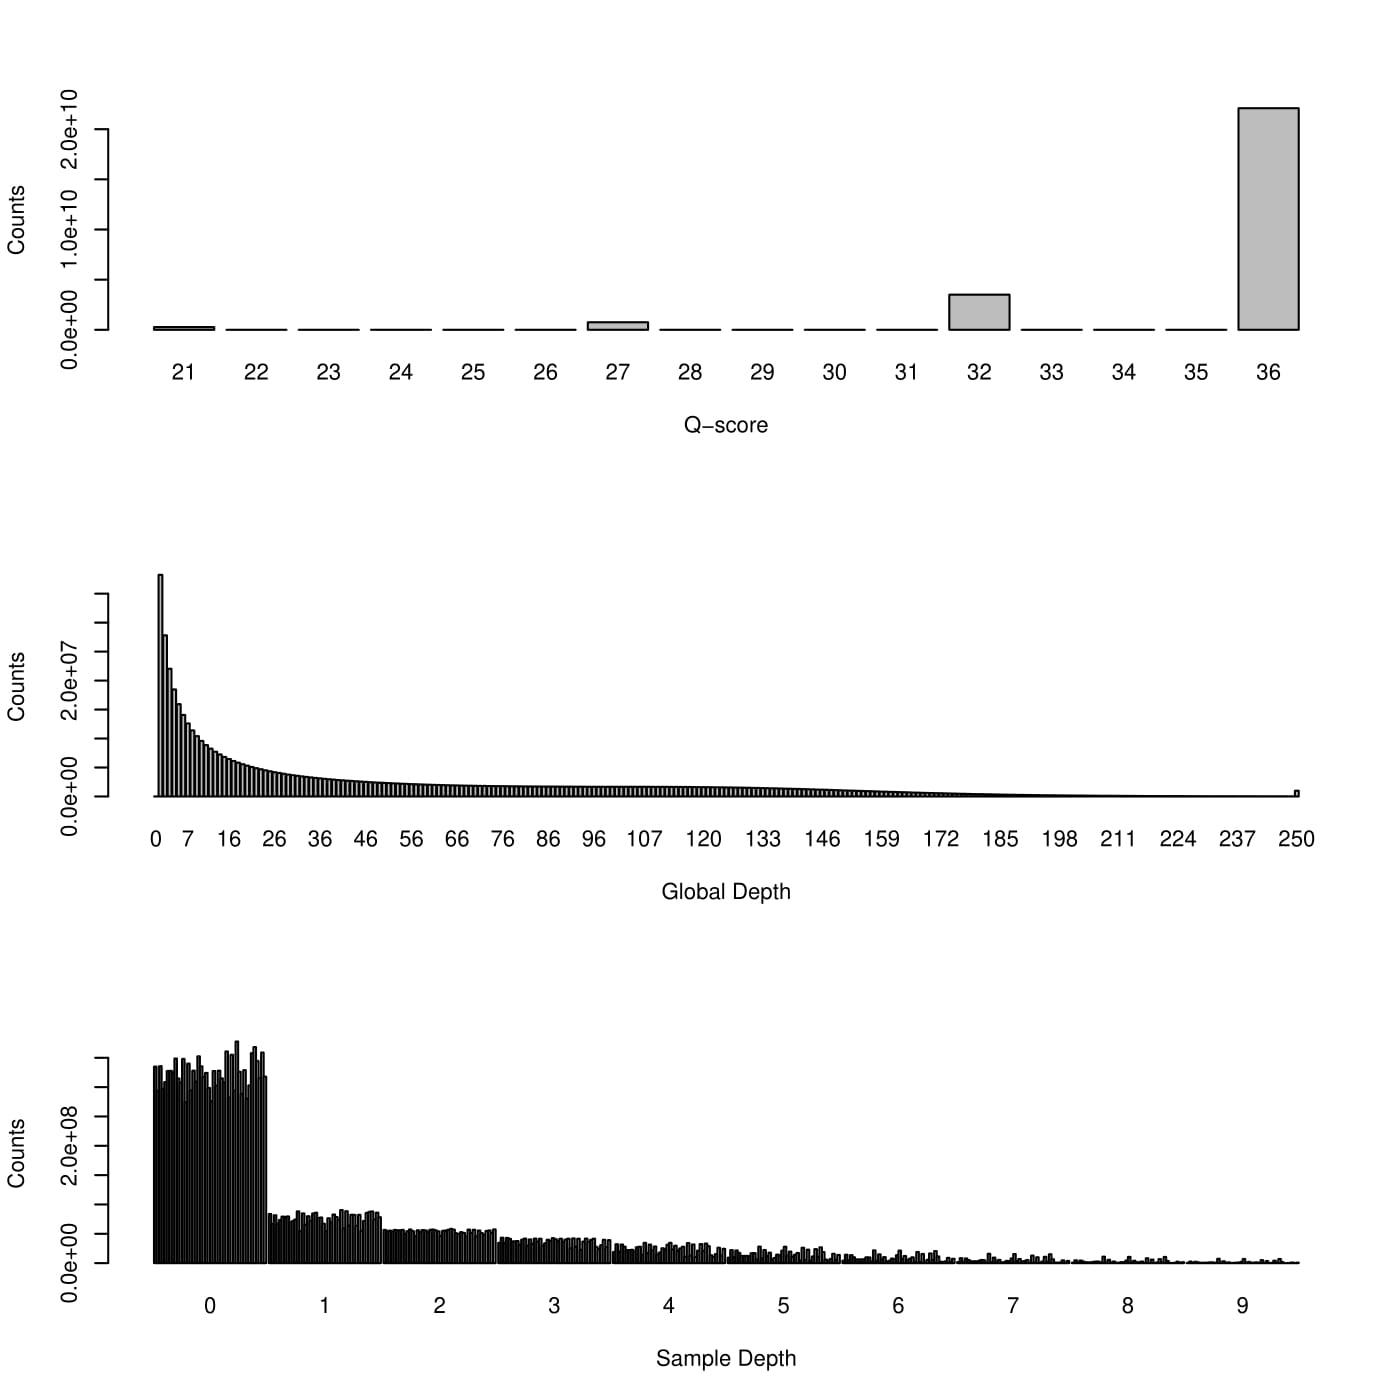 Counts
0.0e+00 1.0e+10 2.0e+10
21 22 23 24 25 26 27 28 29 30 31 32 33 34 35 36
Q−score
Counts
0.0e+00 2.0e+07
0 7 16 26 36 46 56 66 76 86 96 107 120 133 146 159 172 185 198 211 224 237 250
Global Depth
Counts
0.0e+00 2.0e+08
0 1 2 3 4 5 6 7 8 9
Sample Depth